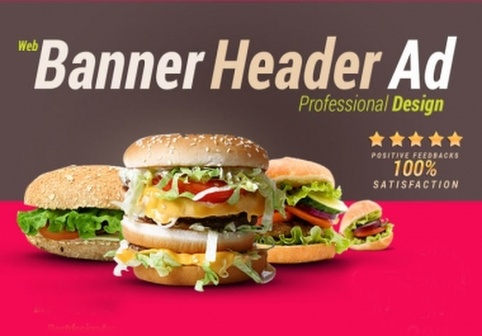 Web
Banner Header Ad
Professional Design
POSITIVE FEEDBACKS
100%
SATISFACTION